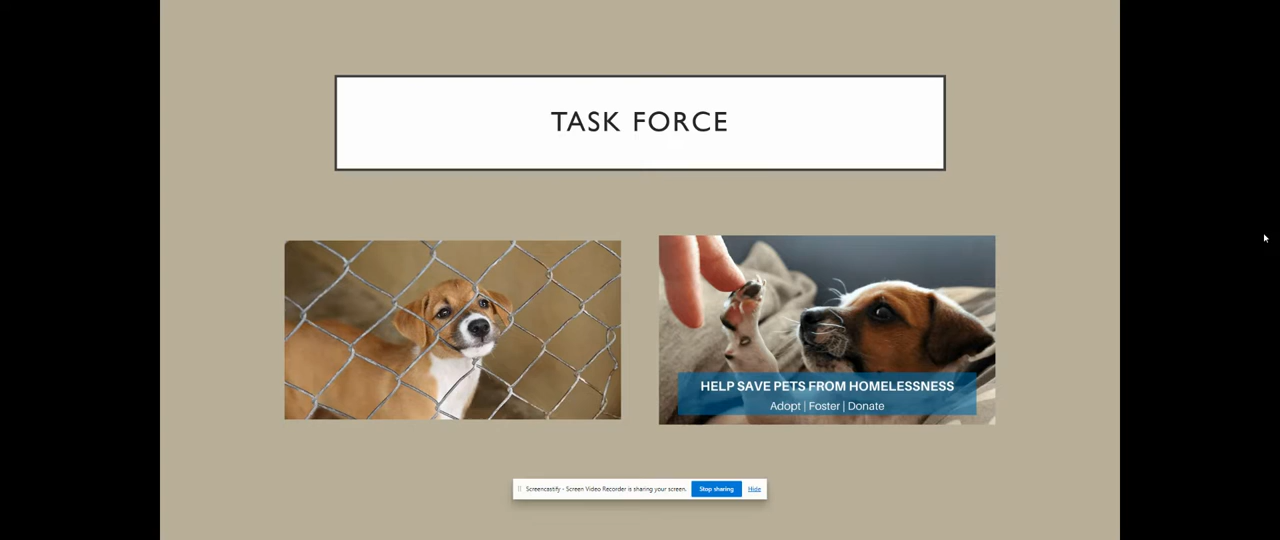 TASK FORCE
HELP SAVE PETS FROM HOMELESSNESS
Adopt | Foster | Donate
Screencastify - Screen Video Recorder is sharing your screen. Stop sharing Hide